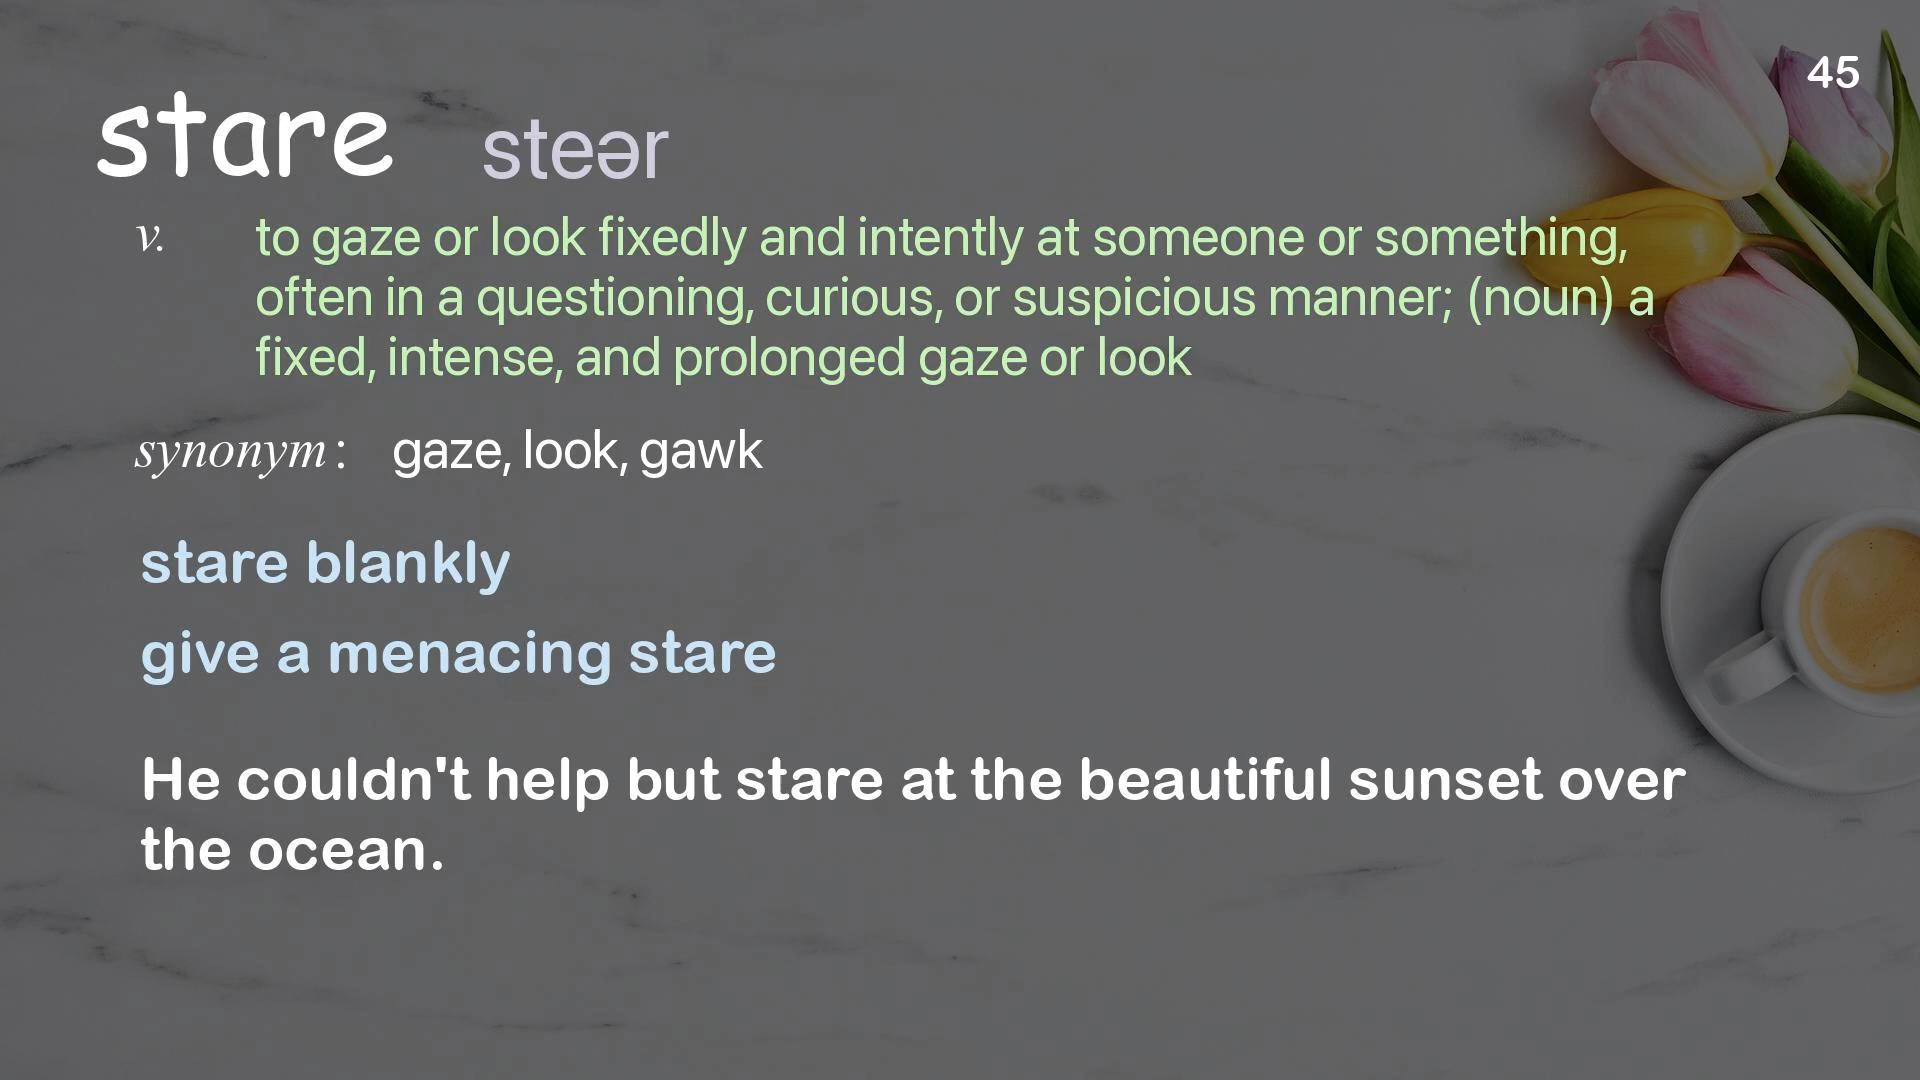 45
stare steər
v. to gaze or look fixedly and intently at someone or something,
often in a questioning, curious, or suspicious manner; (noun) a
fixed, intense, and prolonged gaze or look
synonym : gaze, look, gawk
stare blankly
give a menacing stare
He couldn't help but stare at the beautiful sunset over
the ocean.